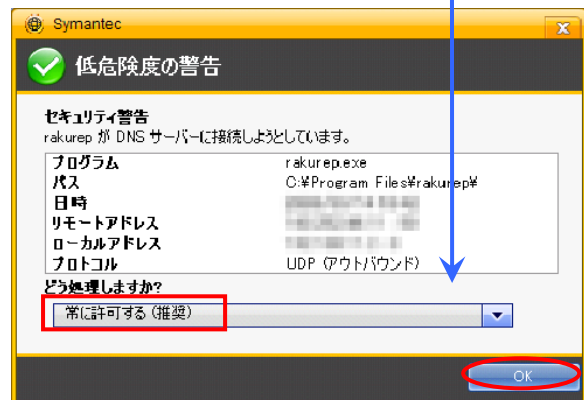 Symantec
低危険度の警告
セキュリティ警告
rakurep が DNS サーバーに接続しようとしています。
プログラム rakurep.exe
パス C:¥Program Files¥rakurep¥
日時
リモートアドレス
ローカルアドレス
プロトコル UDP (アウトバウンド)
どう処理しますか?
常に許可する (推奨)
OK